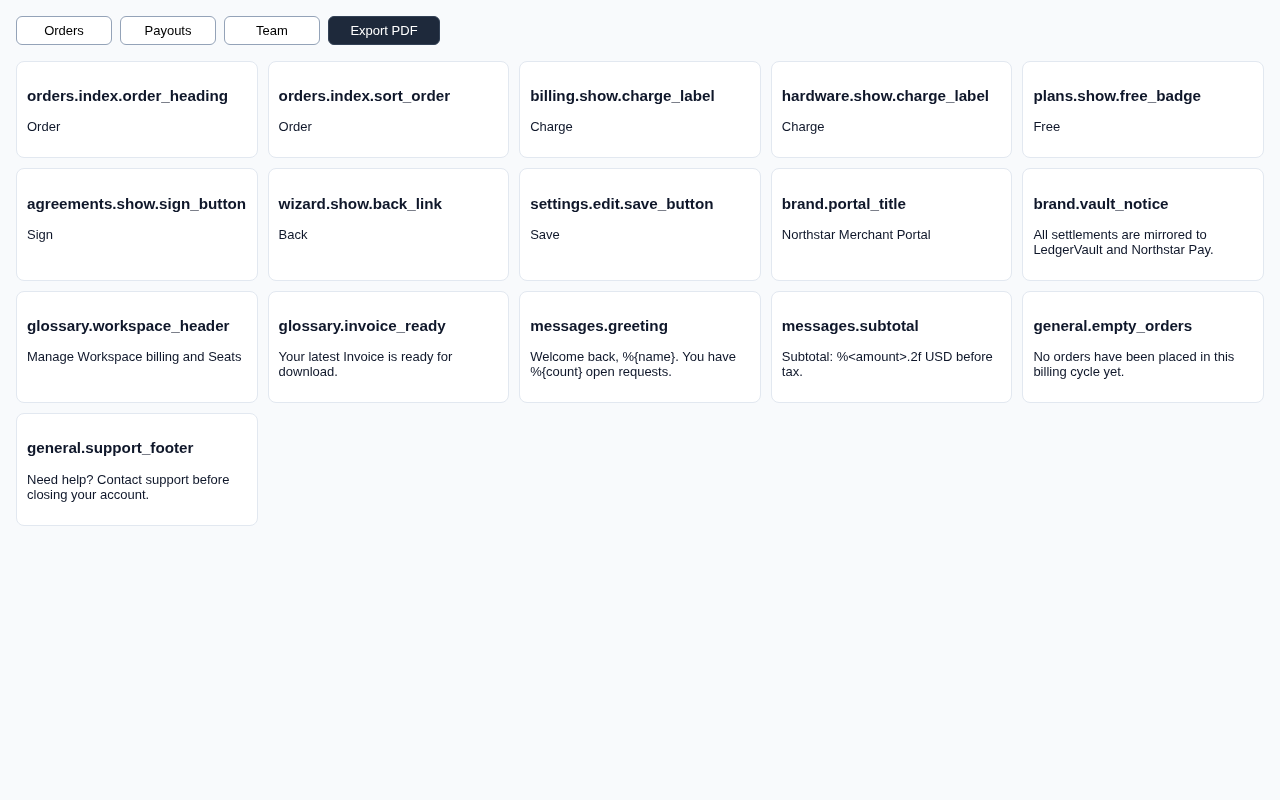 Orders
Payouts
Team
Export PDF
orders.index.order_heading
Order
orders.index.sort_order
Order
billing.show.charge_label
Charge
hardware.show.charge_label
Charge
plans.show.free_badge
Free
agreements.show.sign_button
Sign
wizard.show.back_link
Back
settings.edit.save_button
Save
brand.portal_title
Northstar Merchant Portal
brand.vault_notice
All settlements are mirrored to
LedgerVault and Northstar Pay.
glossary.workspace_header
Manage Workspace billing and Seats
glossary.invoice_ready
Your latest Invoice is ready for
download.
messages.greeting
Welcome back, %{name}. You have
%{count} open requests.
messages.subtotal
Subtotal: %<amount>.2f USD before
tax.
general.empty_orders
No orders have been placed in this
billing cycle yet.
general.support_footer
Need help? Contact support before
closing your account.